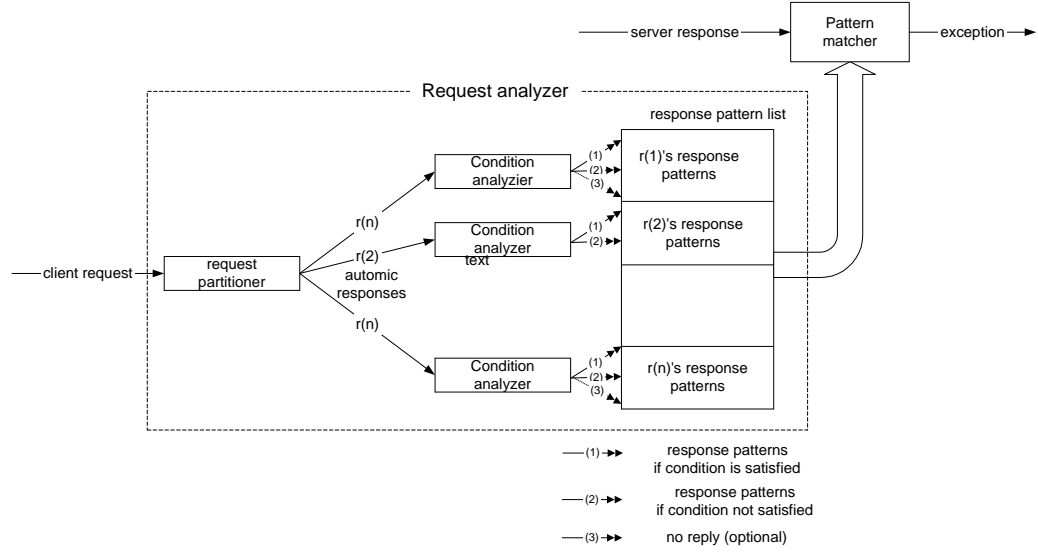 server response
Pattern
matcher
exception
Request analyzer
response pattern list
Condition
analyzier
(1)
(2)
(3)
r(1)'s response
patterns
r(n)
Condition
analyzer
text
(1)
(2)
r(2)'s response
patterns
client request
request
partitioner
r(2)
automic
responses
r(n)
Condition
analyzer
(1)
(2)
(3)
r(n)'s response
patterns
(1)
response patterns
if condition is satisfied
(2)
response patterns
if condition not satisfied
(3)
no reply (optional)